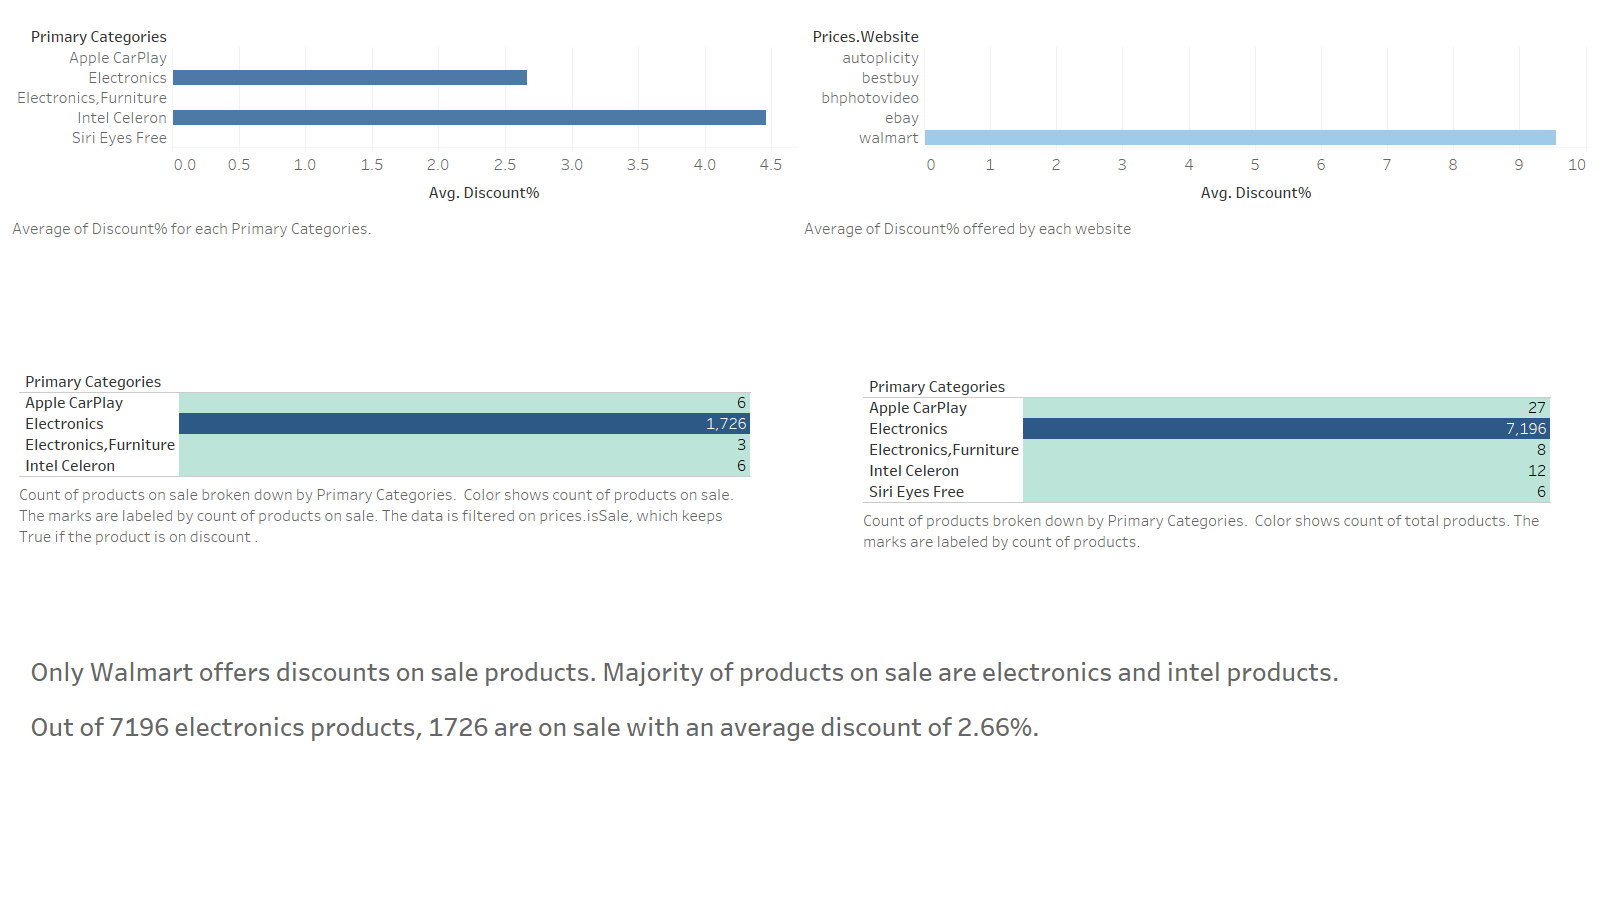 Primary Categories
Apple CarPlay
Electronics
Electronics,Furniture
Intel Celeron
Siri Eyes Free
0.0 0.5 1.0 1.5 2.0 2.5 3.0 3.5 4.0 4.5
Avg. Discount%
Average of Discount% for each Primary Categories.
Prices.Website
autoplicity
bestbuy
bhphotovideo
ebay
walmart
0 1 2 3 4 5 6 7 8 9 10
Avg. Discount%
Average of Discount% offered by each website
Primary Categories
Apple CarPlay 6
Electronics 1,726
Electronics,Furniture 3
Intel Celeron 6
Count of products on sale broken down by Primary Categories. Color shows count of products on sale.
The marks are labeled by count of products on sale. The data is filtered on prices.isSale, which keeps
True if the product is on discount .
Primary Categories
Apple CarPlay 27
Electronics 7,196
Electronics,Furniture 8
Intel Celeron 12
Siri Eyes Free 6
Count of products broken down by Primary Categories. Color shows count of total products. The
marks are labeled by count of products.
Only Walmart offers discounts on sale products. Majority of products on sale are electronics and intel products.
Out of 7196 electronics products, 1726 are on sale with an average discount of 2.66%.